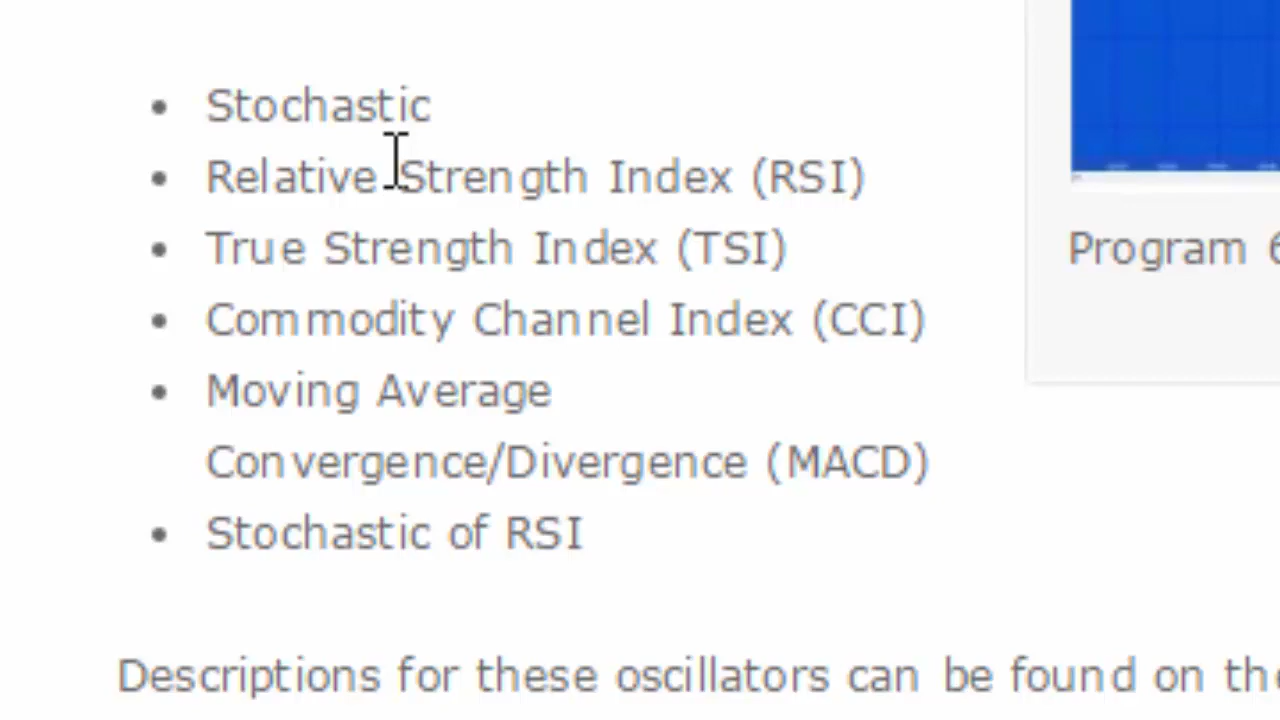 Stochastic
Relative Strength Index (RSI)
True Strength Index (TSI)
Commodity Channel Index (CCI)
Moving Average
Convergence/Divergence (MACD)
Stochastic of RSI
Program
Descriptions for these oscillators can be found on